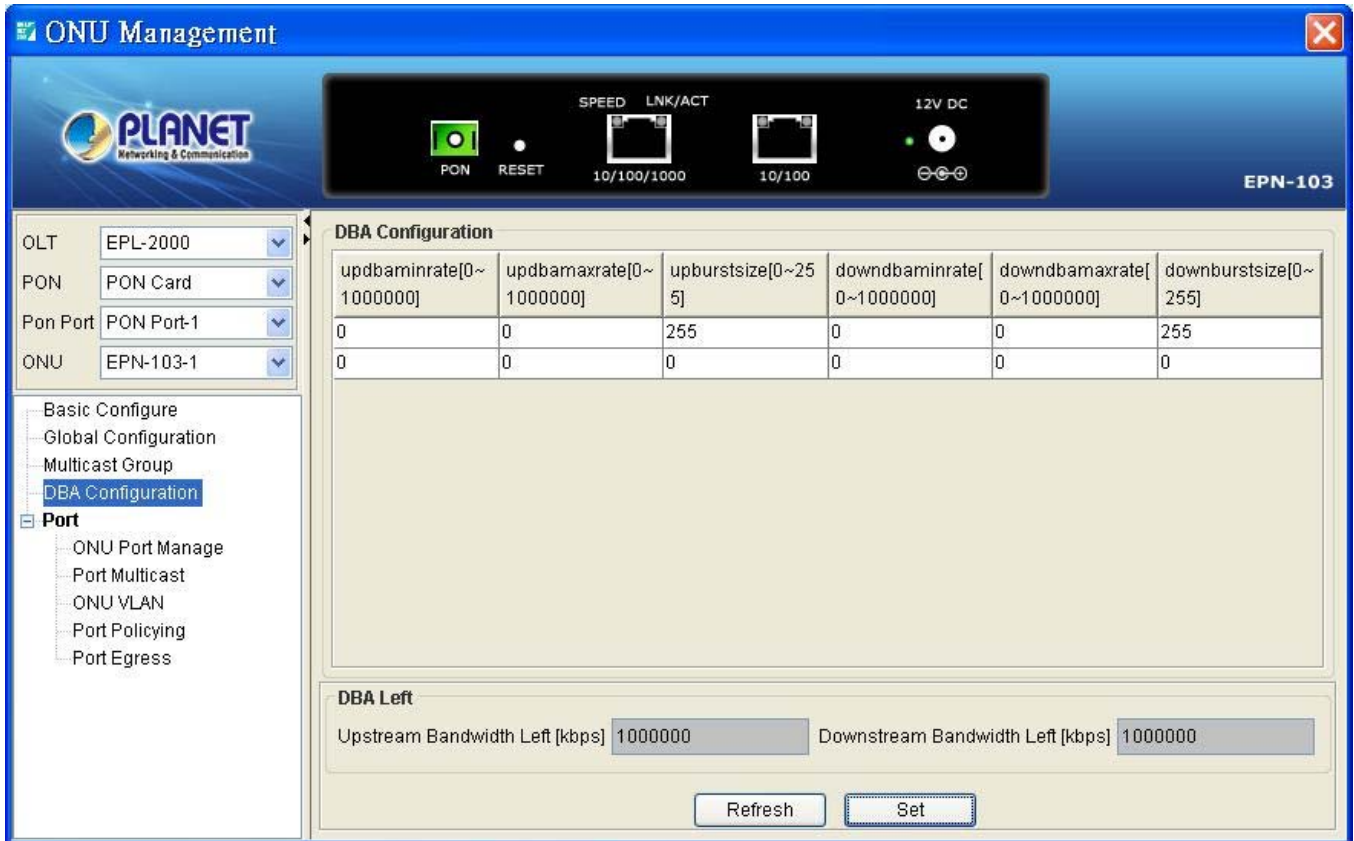 ONU Management
PLANET
Networking & Communication
SPEED LNK/ACT
12V DC
PON
RESET
10/100/1000
10/100
EPN-103
OLT EPL-2000
PON PON Card
Pon Port PON Port-1
ONU EPN-103-1
Basic Configure
Global Configuration
Multicast Group
DBA Configuration
Port
ONU Port Manage
Port Multicast
ONU VLAN
Port Policying
Port Egress
DBA Configuration
updbaminrate[0~1000000] updbamaxrate[0~1000000] upburstsize[0~255] downdbaminrate[0~1000000] downdbamaxrate[0~1000000] downburstsize[0~255]
0 0 255 0 0 255
0 0 0 0 0 0
DBA Left
Upstream Bandwidth Left [kbps] 1000000 Downstream Bandwidth Left [kbps] 1000000
Refresh Set